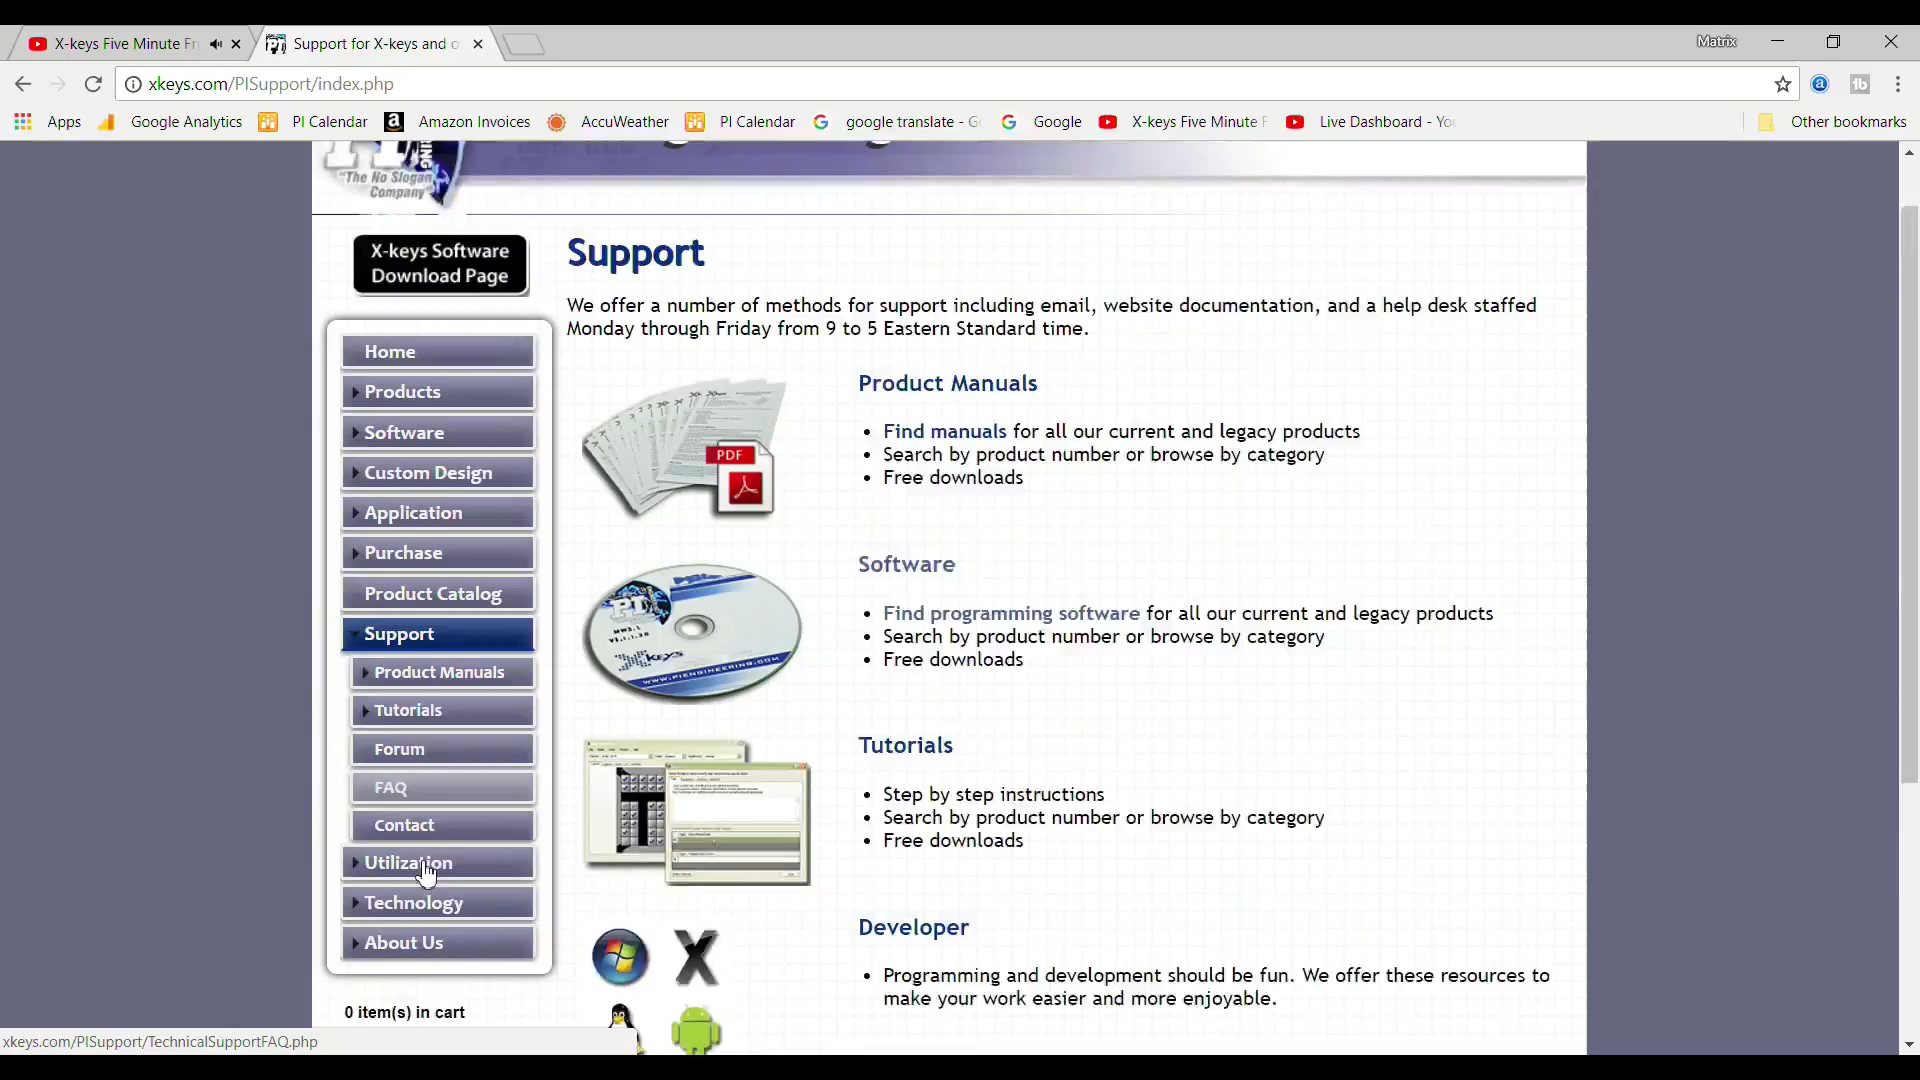 X-keys Five Minute Fr
Support for X-keys and o
Matrix
xkeys.com/PISupport/index.php
Apps
Google Analytics
PI Calendar
Amazon Invoices
AccuWeather
PI Calendar
google translate - G
Google
X-keys Five Minute F
Live Dashboard - You
Other bookmarks
"The No Slogan
Company"
X-keys Software
Download Page
Support
We offer a number of methods for support including email, website documentation, and a help desk staffed
Monday through Friday from 9 to 5 Eastern Standard time.
Home
Products
Software
Custom Design
Application
Purchase
Product Catalog
Support
Product Manuals
Tutorials
Forum
FAQ
Contact
Utilization
Technology
About Us
0 item(s) in cart
Product Manuals
Find manuals for all our current and legacy products
Search by product number or browse by category
Free downloads
PDF
Software
Find programming software for all our current and legacy products
Search by product number or browse by category
Free downloads
PI
X keys
WWW.PIENGINEERING.COM
Tutorials
Step by step instructions
Search by product number or browse by category
Free downloads
Developer
Programming and development should be fun. We offer these resources to
make your work easier and more enjoyable.
xkeys.com/PISupport/TechnicalSupportFAQ.php